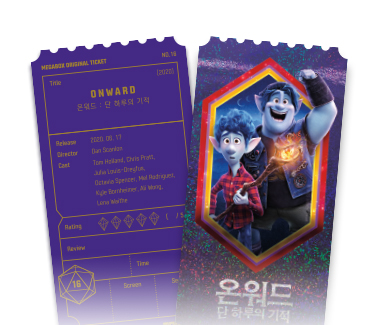 MEGABOX ORIGINAL TICKET
NO.10
Title
(2020)
ONWARD
온워드 : 단 하루의 기적
Release
2020. 06. 17
Director
Dan Scanlon
Cast
Tom Holland, Chris Pratt,
Julia Louis-Dreyfus,
Octavia Spencer, Mel Rodriguez,
Kyle Bornheimer, Ali Wong,
Lena Waithe
Rating
Review
Time
Screen
온워드
단 하루의 기적